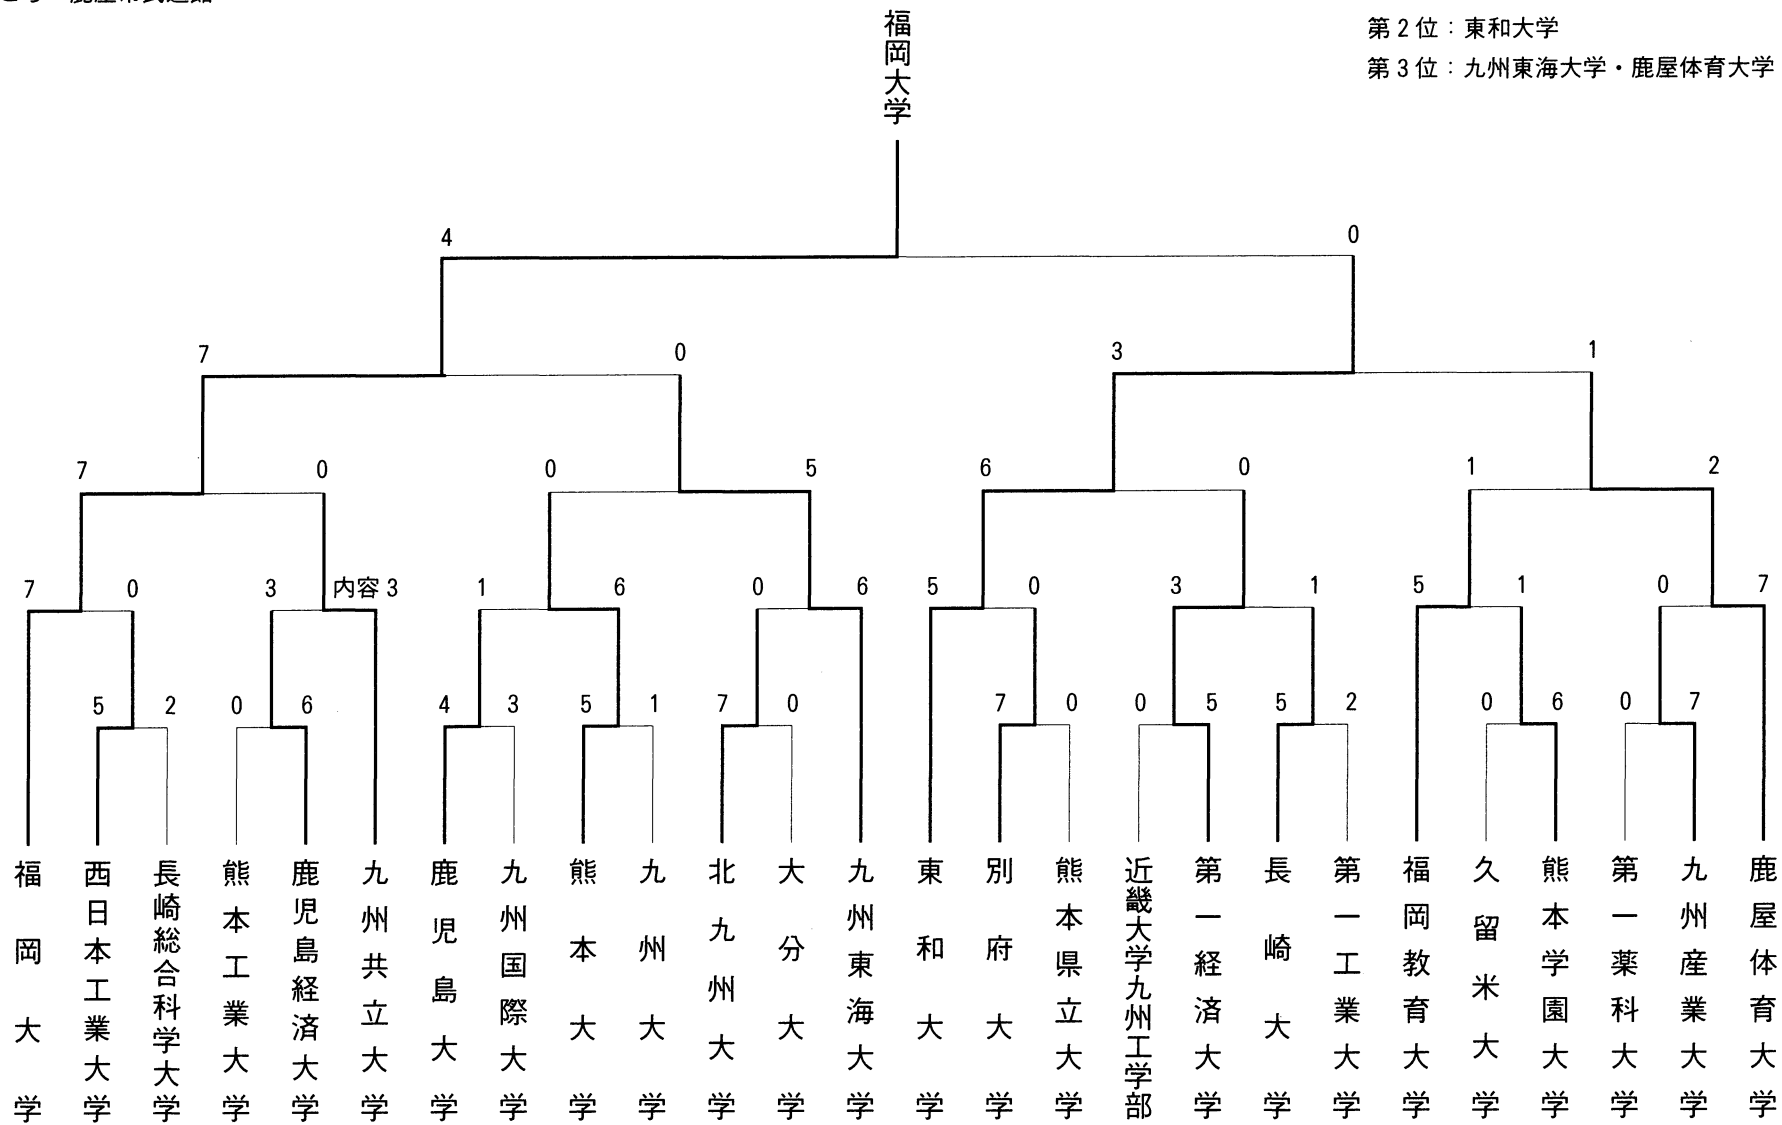 福岡大学
第2位：東和大学
第3位：九州東海大学・鹿屋体育大学
4 0
7 0 3 1
7 0 0 5 6 0 1 2
7 0 3 内容3 1 6 0 6 5 0 3 1 5 1 0 7
5 2 0 6 4 3 5 1 7 0 7 0 0 5 5 2 0 6 0 7
福岡大学
西日本工業大学
長崎総合科学大学
熊本工業大学
鹿児島経済大学
九州共立大学
鹿児島大学
九州国際大学
熊本大学
九州大学
北九州大学
大分大学
九州東海大学
東和大学
別府大学
熊本県立大学
近畿大学九州工学部
第一経済大学
長崎大学
第一工業大学
福岡教育大学
久留米大学
熊本学園大学
第一薬科大学
九州産業大学
鹿屋体育大学